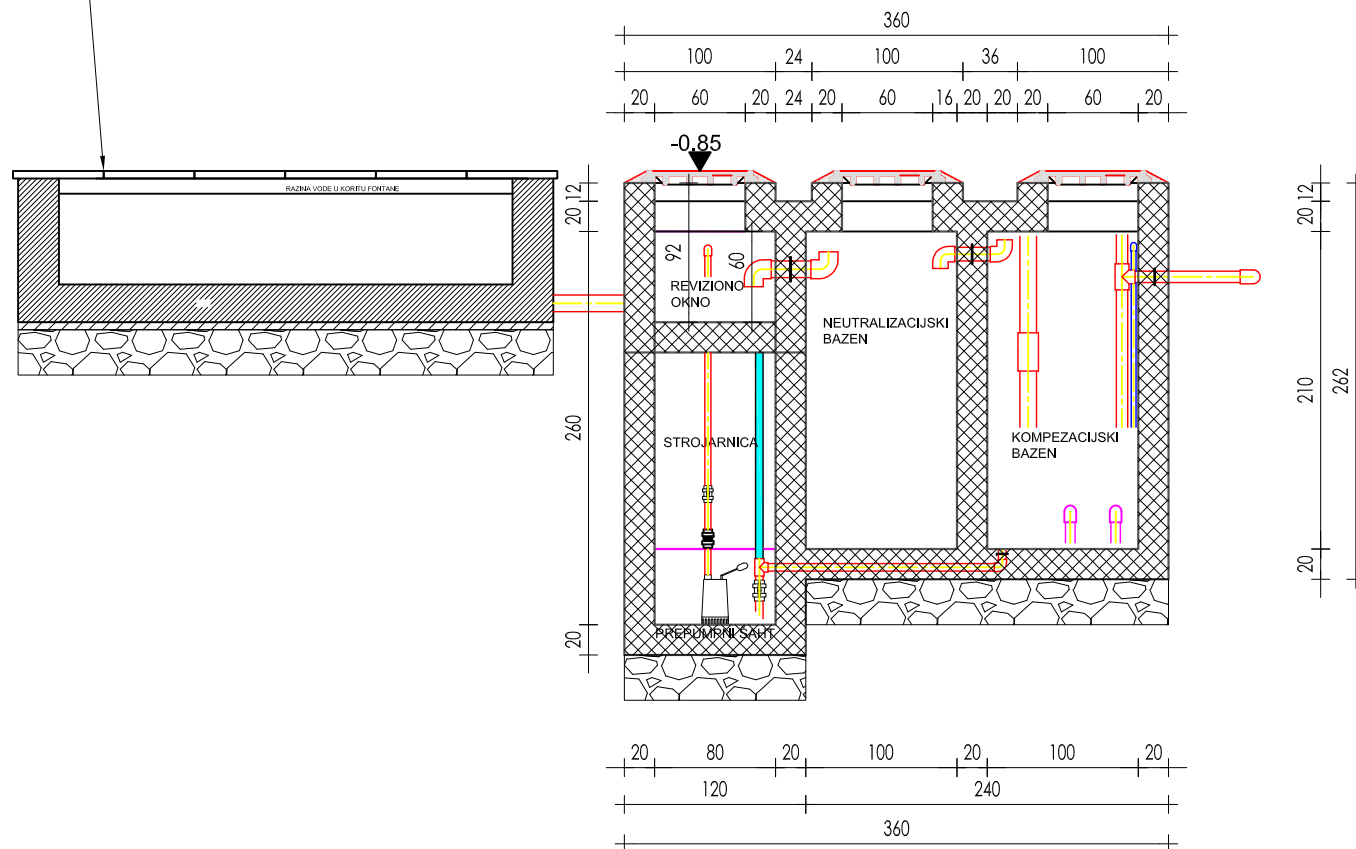 360
100 24 100 36 100
20 60 20 24 20 60 16 20 20 20 60 20
-0.85
RAZINA VODE U KORITU FONTANE
20 12
20 12
92
60
REVIZIONO
OKNO
NEUTRALIZACIJSKI
BAZEN
STROJARNICA
KOMPEZACIJSKI
BAZEN
260
210
262
20
20
PREPUMPNI ŠAHT
20 80 20 100 20 100 20
120 240
360